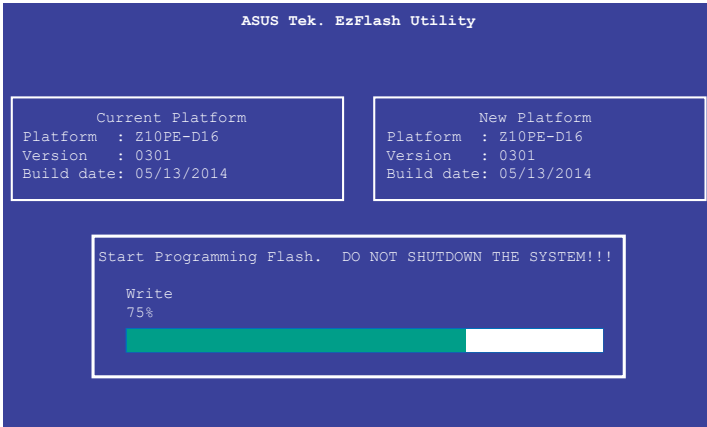 ASUS Tek. EzFlash Utility
Current Platform
Platform : Z10PE-D16
Version : 0301
Build date: 05/13/2014
New Platform
Platform : Z10PE-D16
Version : 0301
Build date: 05/13/2014
Start Programming Flash. DO NOT SHUTDOWN THE SYSTEM!!!
Write
75%